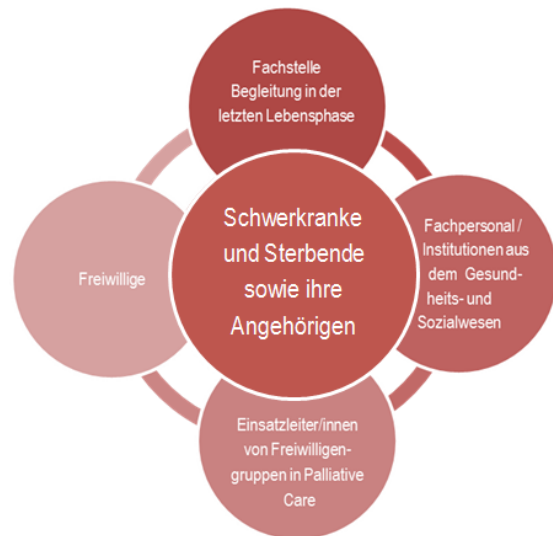 Fachstelle
Begleitung in der
letzten Lebensphase
Schwerkranke
und Sterbende
sowie ihre
Angehörigen
Fachpersonal /
Institutionen aus
dem Gesund-
heits- und
Sozialwesen
Freiwillige
Einsatzleiter/innen
von Freiwilligen-
gruppen in Palliative
Care